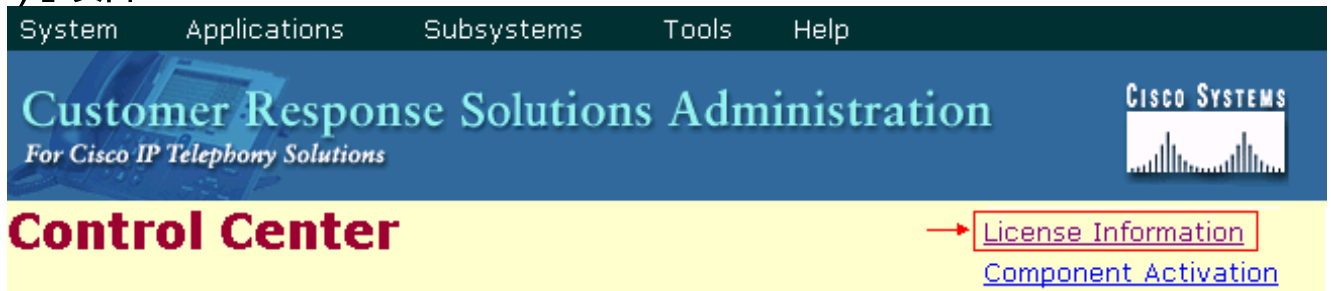 System Applications Subsystems Tools Help
Customer Response Solutions Administration
For Cisco IP Telephony Solutions
CISCO SYSTEMS
Control Center
License Information
Component Activation